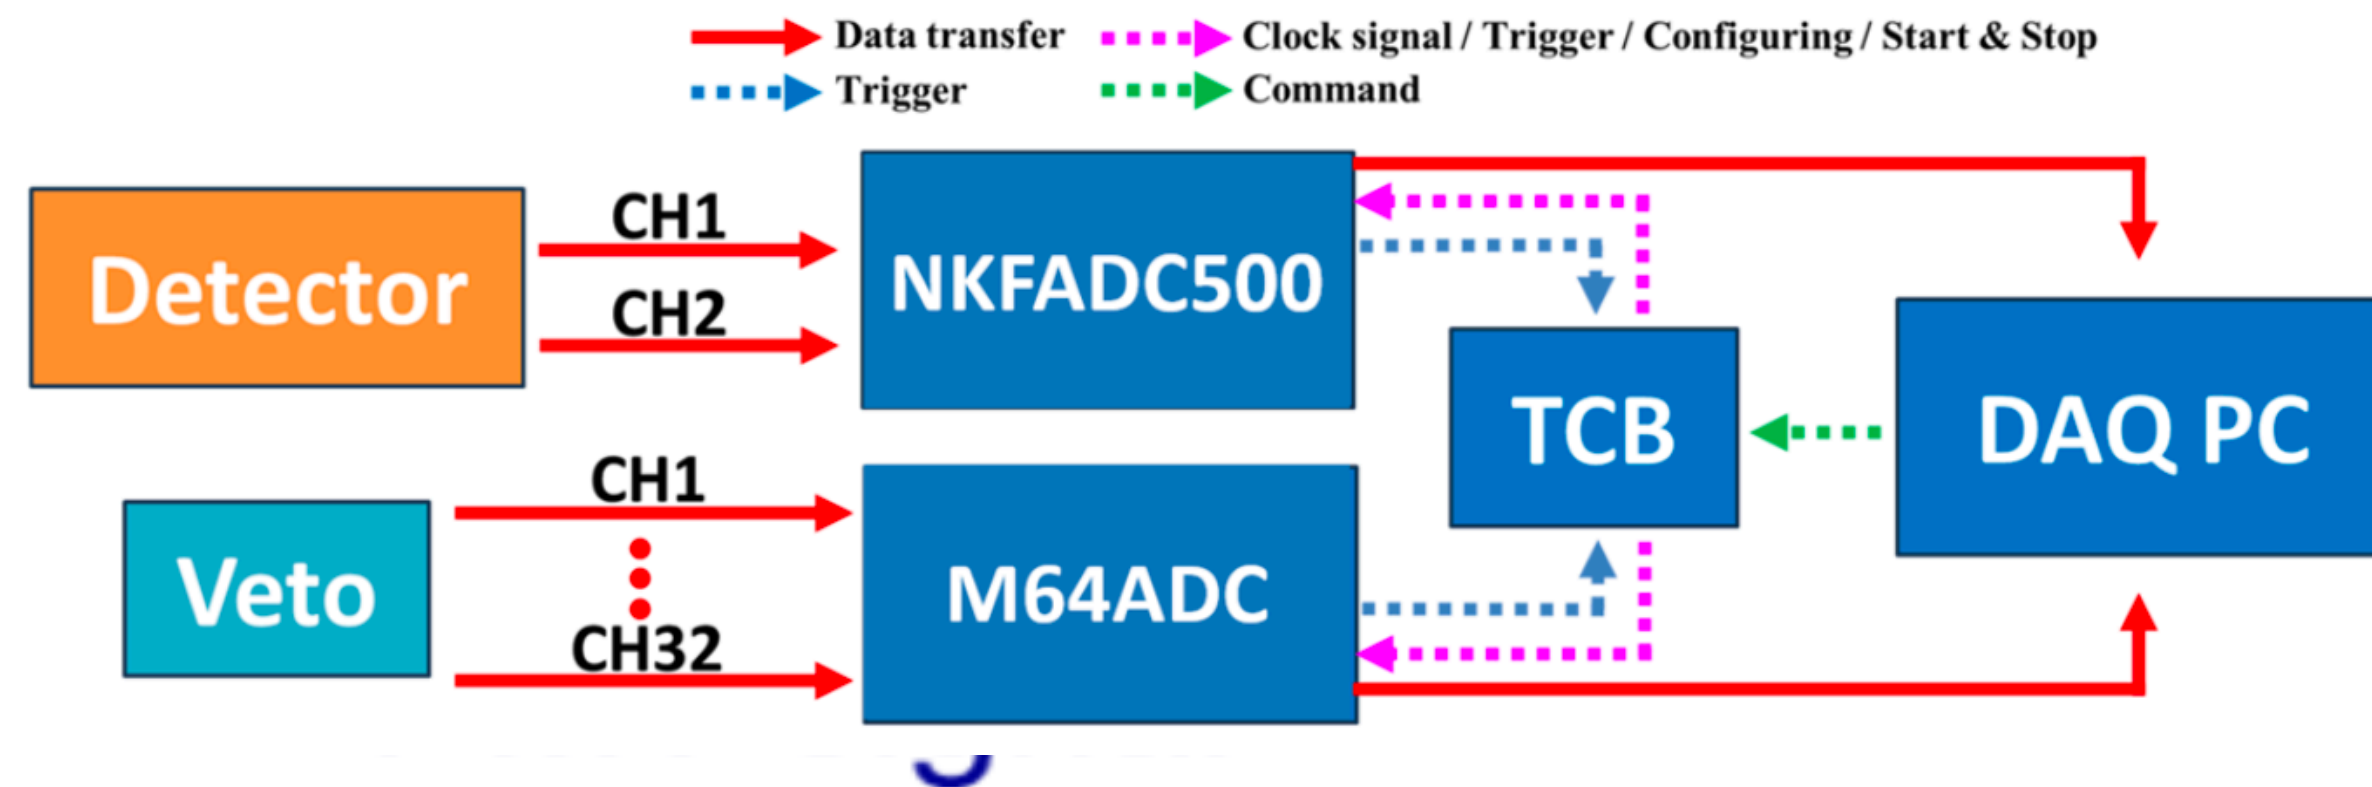 Data transfer
Clock signal / Trigger / Configuring / Start & Stop
Trigger
Command
Detector
CH1
CH2
NKFADC500
TCB
DAQ PC
Veto
CH1
CH32
M64ADC